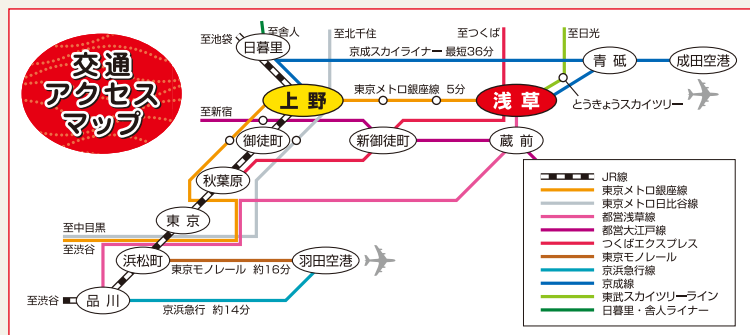 交通
アクセス
マップ
至池袋
至舎人
至北千住
至つくば
至日光
日暮里
京成スカイライナー 最短36分
青砥
成田空港
上野
東京メトロ銀座線 5分
浅草
とうきょうスカイツリー
至新宿
御徒町
新御徒町
蔵前
秋葉原
東京
至中目黒
至渋谷
浜松町
東京モノレール 約16分
羽田空港
至渋谷
品川
京浜急行 約14分
JR線
東京メトロ銀座線
東京メトロ日比谷線
都営浅草線
都営大江戸線
つくばエクスプレス
東京モノレール
京浜急行線
京成線
東武スカイツリーライン
日暮里・舎人ライナー